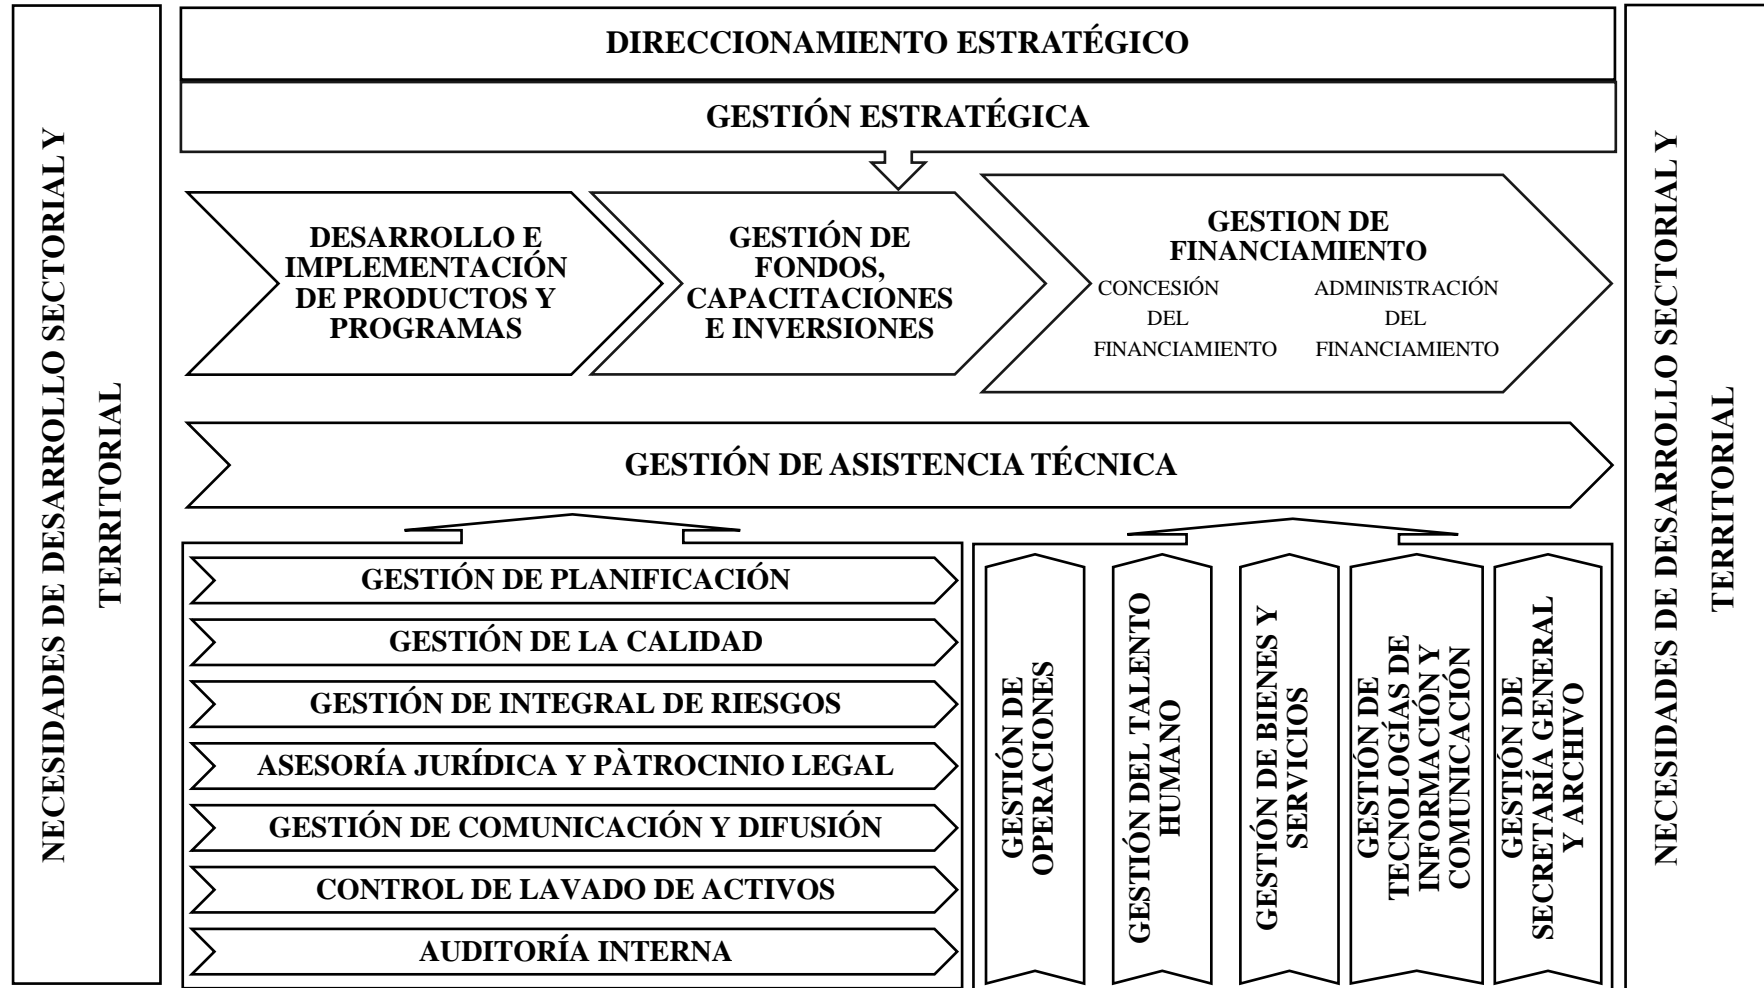 NECESIDADES DE DESARROLLO SECTORIAL Y
TERRITORIAL
DIRECCIONAMIENTO ESTRATÉGICO
GESTIÓN ESTRATÉGICA
DESARROLLO E
IMPLEMENTACIÓN
DE PRODUCTOS Y
PROGRAMAS
GESTIÓN DE
FONDOS,
CAPACITACIONES
E INVERSIONES
GESTION DE
FINANCIAMIENTO
CONCESIÓN
DEL
FINANCIAMIENTO
ADMINISTRACIÓN
DEL
FINANCIAMIENTO
GESTIÓN DE ASISTENCIA TÉCNICA
GESTIÓN DE PLANIFICACIÓN
GESTIÓN DE LA CALIDAD
GESTIÓN DE INTEGRAL DE RIESGOS
ASESORÍA JURÍDICA Y PÀTROCINIO LEGAL
GESTIÓN DE COMUNICACIÓN Y DIFUSIÓN
CONTROL DE LAVADO DE ACTIVOS
AUDITORÍA INTERNA
GESTIÓN DE
OPERACIONES
GESTIÓN DEL TALENTO
HUMANO
GESTIÓN DE BIENES Y
SERVICIOS
GESTIÓN DE
TECNOLOGÍAS DE
INFORMACIÓN Y
COMUNICACIÓN
GESTIÓN DE
SECRETARÍA GENERAL
Y ARCHIVO
NECESIDADES DE DESARROLLO SECTORIAL Y
TERRITORIAL